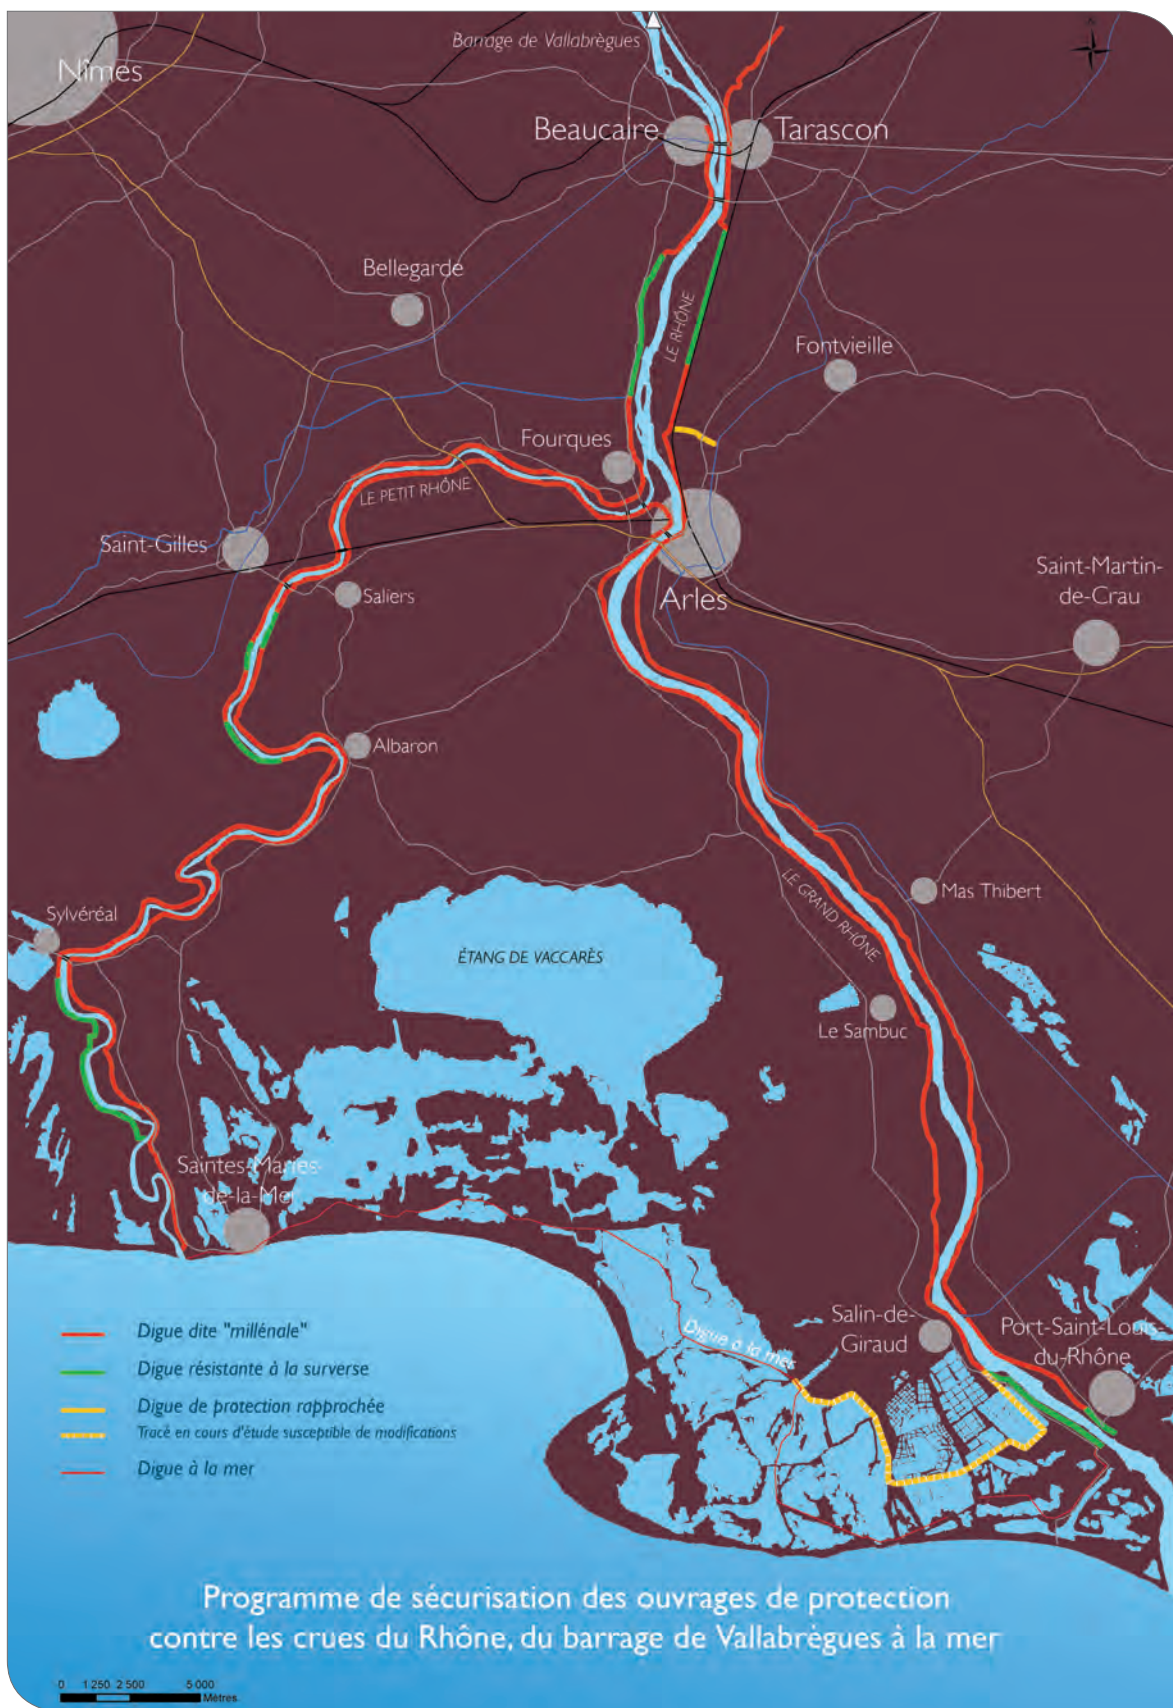 Barrage de Vallabrègues
N
Nîmes
Beaucaire
Tarascon
Bellegarde
LE RHÔNE
Fontvieille
Fourques
LE PETIT RHÔNE
Saint-Gilles
Saliers
Arles
Saint-Martin-
de-Crau
Albaron
Mas Thibert
LE GRAND RHÔNE
Sylvéréal
ÉTANG DE VACCARÈS
Le Sambuc
Saintes-Maries-
de-la-Mer
Salin-de-
Giraud
Port-Saint-Louis-
du-Rhône
Digue à la mer
Digue dite "millénale"
Digue résistante à la surverse
Digue de protection rapprochée
Tracé en cours d'étude susceptible de modifications
Digue à la mer
Programme de sécurisation des ouvrages de protection
contre les crues du Rhône, du barrage de Vallabrègues à la mer
0 1 250 2 500 5 000
Mètres